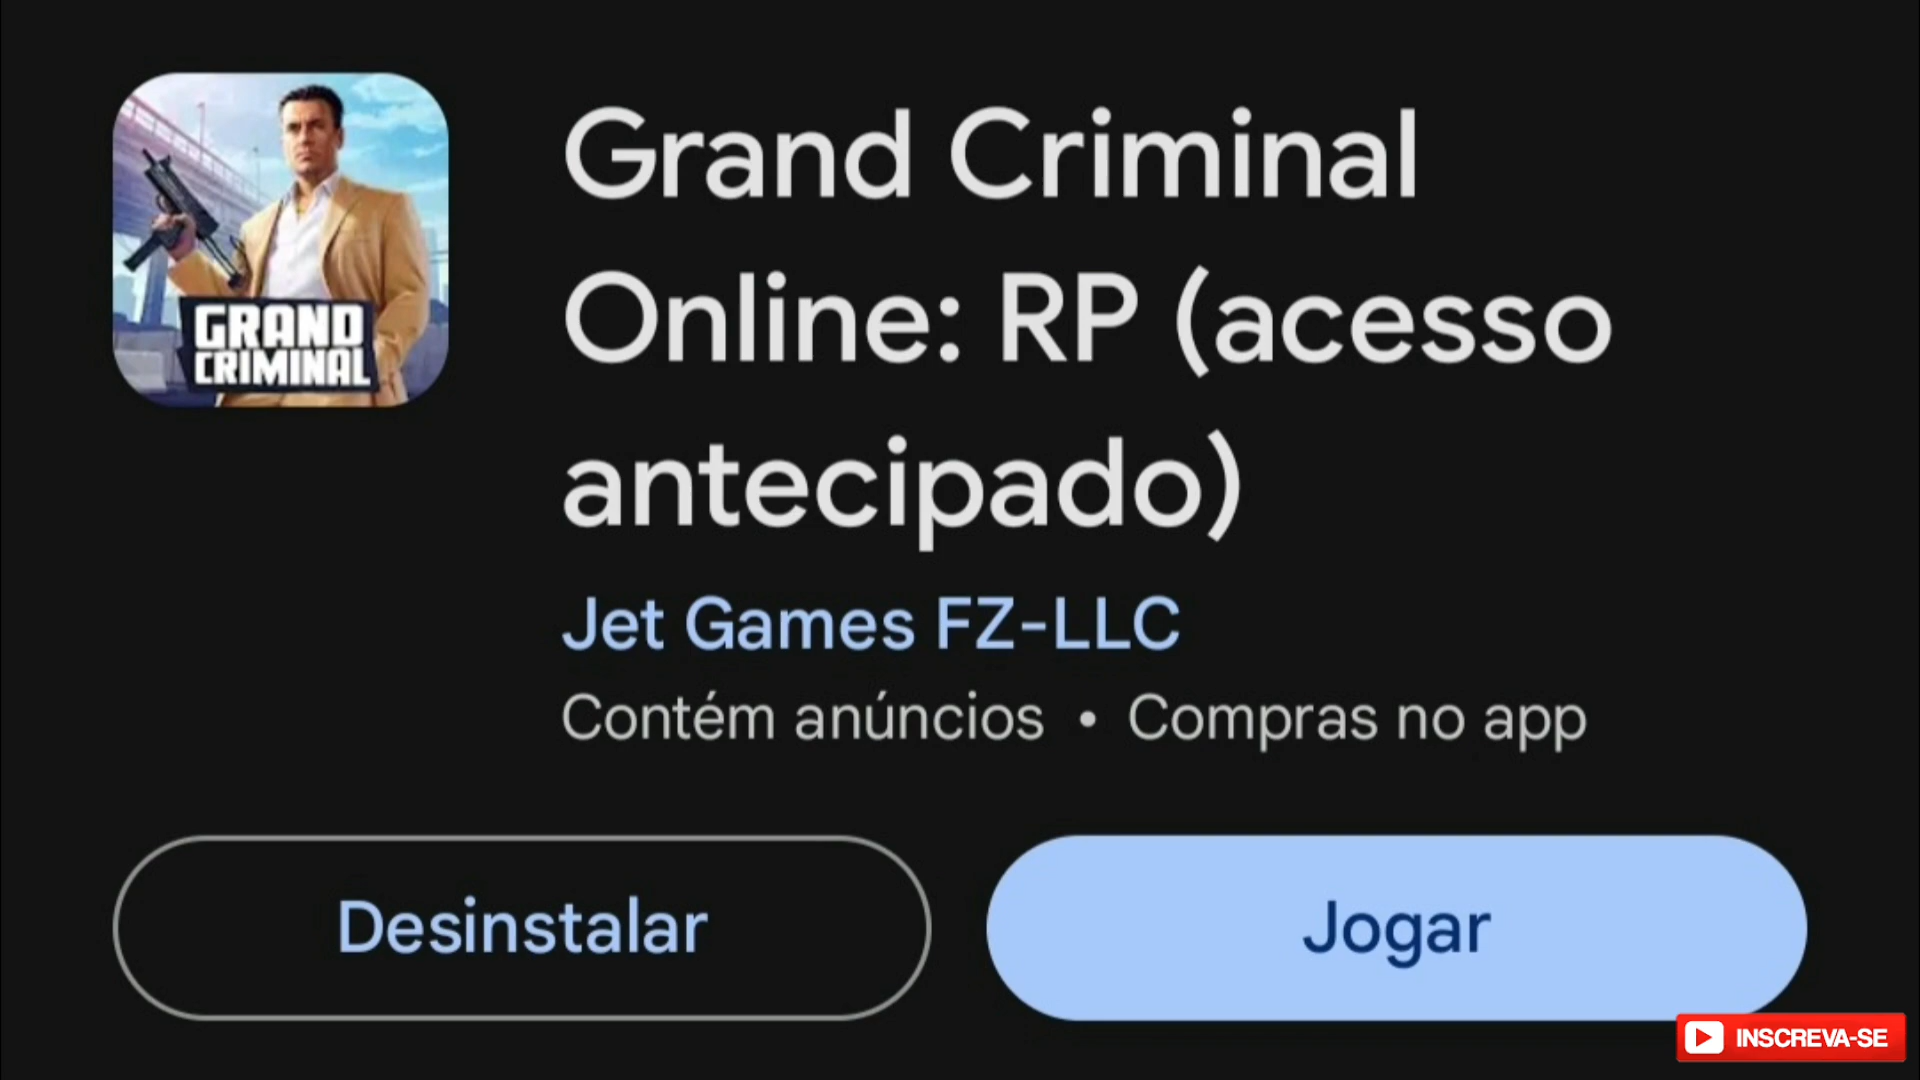 GRAND
CRIMINAL
Grand Criminal
Online: RP (acesso
antecipado)
Jet Games FZ-LLC
Contém anúncios • Compras no app
Desinstalar
Jogar
INSCREVA-SE